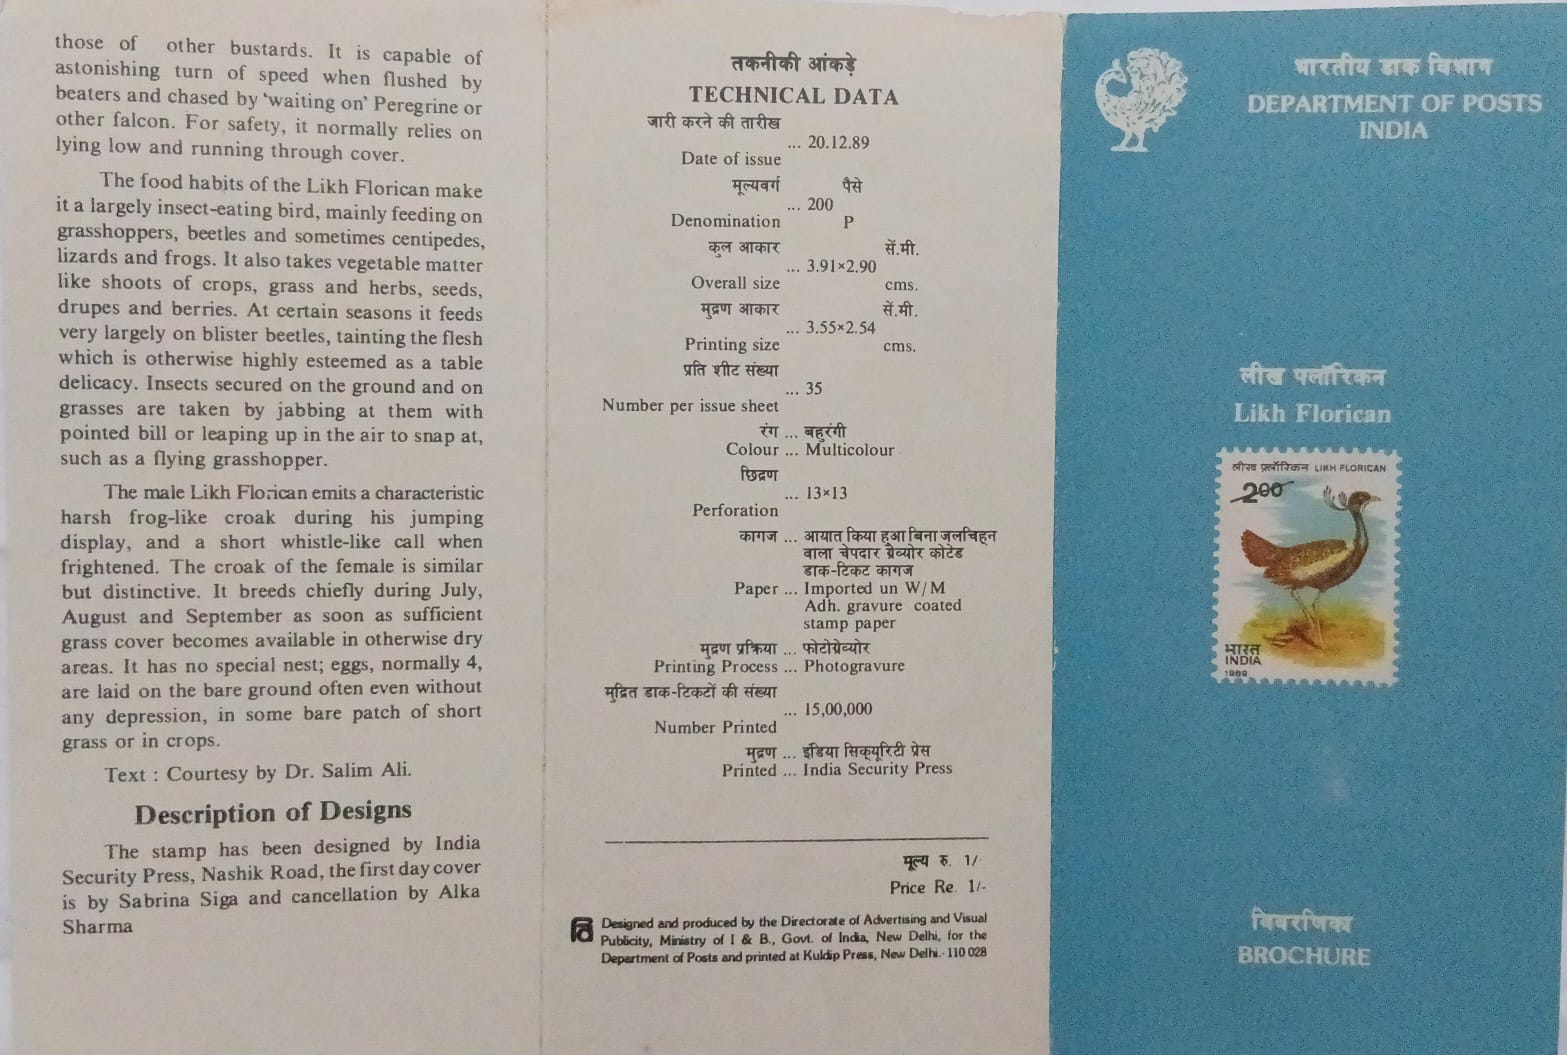 those of other bustards. It is capable of
astonishing turn of speed when flushed by
beaters and chased by ‘waiting on’ Peregrine or
other falcon. For safety, it normally relies on
lying low and running through cover.
The food habits of the Likh Florican make
it a largely insect-eating bird, mainly feeding on
grasshoppers, beetles and sometimes centipedes,
lizards and frogs. It also takes vegetable matter
like shoots of crops, grass and herbs, seeds,
drupes and berries. At certain seasons it feeds
very largely on blister beetles, tainting the flesh
which is otherwise highly esteemed as a table
delicacy. Insects secured on the ground and on
grasses are taken by jabbing at them with
pointed bill or leaping up in the air to snap at,
such as a flying grasshopper.
The male Likh Florican emits a characteristic
harsh frog-like croak during his jumping
display, and a short whistle-like call when
frightened. The croak of the female is similar
but distinctive. It breeds chiefly during July,
August and September as soon as sufficient
grass cover becomes available in otherwise dry
areas. It has no special nest; eggs, normally 4,
are laid on the bare ground often even without
any depression, in some bare patch of short
grass or in crops.
Text : Courtesy by Dr. Salim Ali.
Description of Designs
The stamp has been designed by India
Security Press, Nashik Road, the first day cover
is by Sabrina Siga and cancellation by Alka
Sharma
तकनीकी आंकड़े
TECHNICAL DATA
जारी करने की तारीख
... 20.12.89
Date of issue
मूल्यवर्ग पैसे
... 200
Denomination P
कुल आकार सें.मी.
... 3.91×2.90
Overall size cms.
मुद्रण आकार सें.मी.
... 3.55×2.54
Printing size cms.
प्रति शीट संख्या
... 35
Number per issue sheet
रंग ... बहुरंगी
Colour ... Multicolour
छिद्रण
... 13×13
Perforation
कागज ... आयात किया हुआ बिना जलचिहन
वाला चेपदार ग्रेव्योर कोटेड
डाक-टिकट कागज
Paper ... Imported un W/M
Adh. gravure coated
stamp paper
मुद्रण प्रक्रिया ... फोटोग्रेव्योर
Printing Process ... Photogravure
मुद्रित डाक-टिकटों की संख्या
... 15,00,000
Number Printed
मुद्रण ... इंडिया सिक्यूरिटी प्रेस
Printed ... India Security Press
मूल्य रु. 1/-
Price Re. 1/-
Designed and produced by the Directorate of Advertising and Visual
Publicity, Ministry of I & B., Govt. of India, New Delhi, for the
Department of Posts and printed at Kuldip Press, New Delhi.- 110 028
भारतीय डाक विभाग
DEPARTMENT OF POSTS
INDIA
लीख फ्लॉरिकन
Likh Florican
लीख फ़्लॉरिकन LIKH FLORICAN
2.00
भारत
INDIA
1989
विवरणिका
BROCHURE